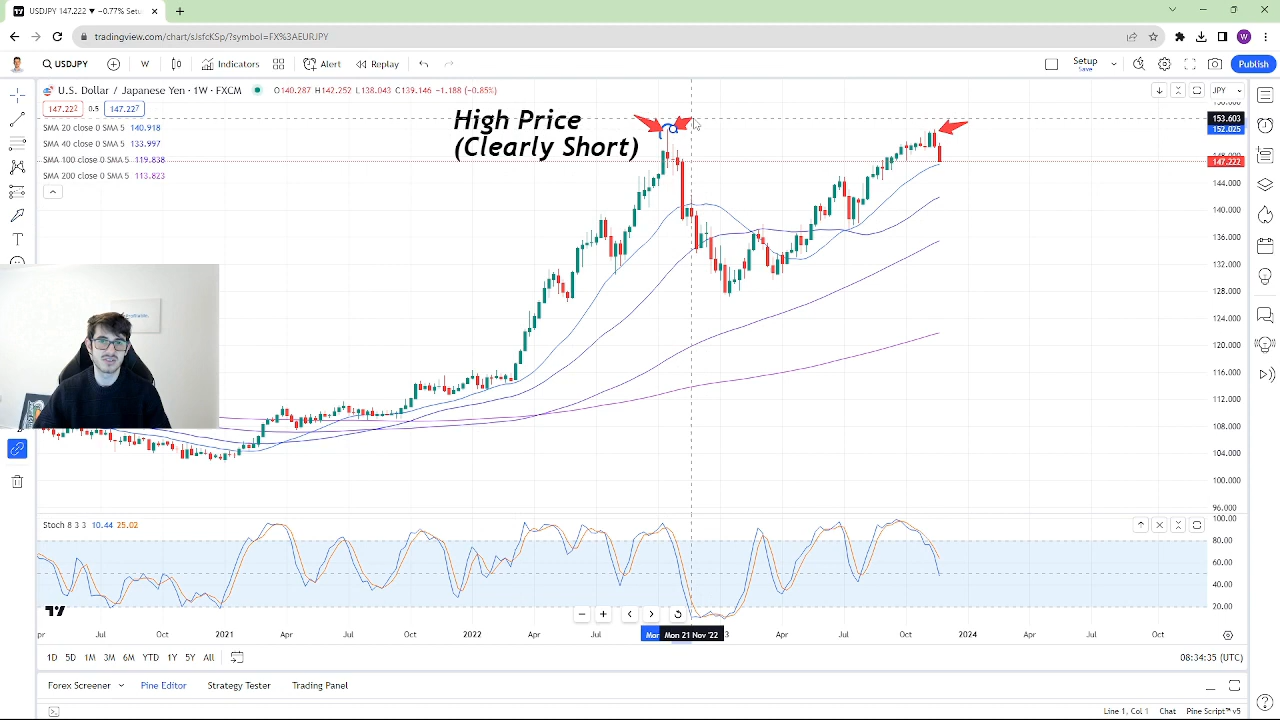 USDJPY 147.222 ▼ −0.77% Setu
tradingview.com/chart/sJsfcKSp/?symbol=FX%3AEURJPY
W
USDJPY
W
Indicators
Alert
Replay
Setup
Save
Publish
U.S. Dollar / Japanese Yen · 1W · FXCM
O140.287 H142.252 L138.043 C139.146 −1.188 (−0.85%)
JPY
147.222
0.5
147.227
SMA 20 close 0 SMA 5 140.918
SMA 40 close 0 SMA 5 133.997
SMA 100 close 0 SMA 5 119.838
SMA 200 close 0 SMA 5 113.823
High Price
(Clearly Short)
153.603
152.025
147.222
144.000
140.000
136.000
132.000
128.000
124.000
120.000
116.000
112.000
108.000
104.000
100.000
96.000
Stoch 8 3 3 10.44 25.02
100.00
80.00
60.00
40.00
20.00
Jul
Oct
2021
Apr
Jul
Oct
2022
Apr
Jul
Mon 21 Nov '22
Apr
Jul
Oct
2024
Apr
Jul
Oct
1D 5D 1M 3M 6M YTD 1Y 5Y All
08:34:35 (UTC)
Forex Screener
Pine Editor
Strategy Tester
Trading Panel
Line 1, Col 1
Chat
Pine Script™ v5